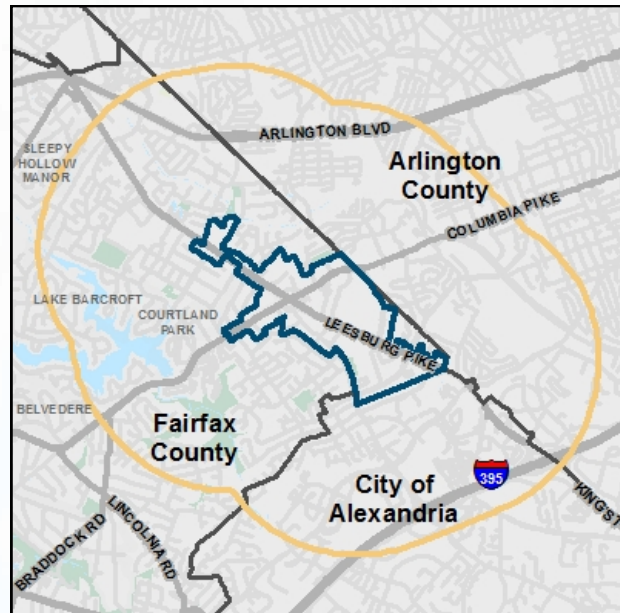 ARLINGTON BLVD
SLEEPY
HOLLOW
MANOR
Arlington
County
COLUMBIA PIKE
LAKE BARCROFT
COURTLAND
PARK
LEESBURG PIKE
BELVEDERE
Fairfax
County
City of
Alexandria
395
KING ST
LINCOLNIA RD
BRADDOCK RD